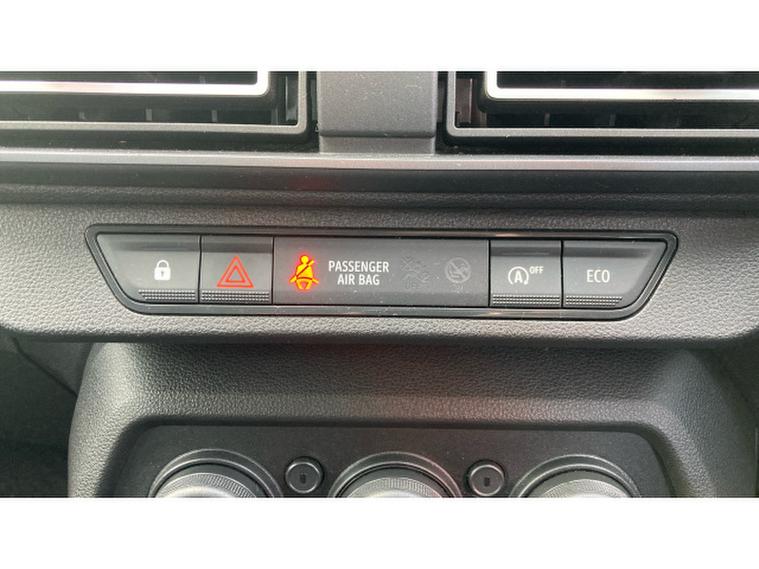 PASSENGER
AIR BAG
A OFF
ECO